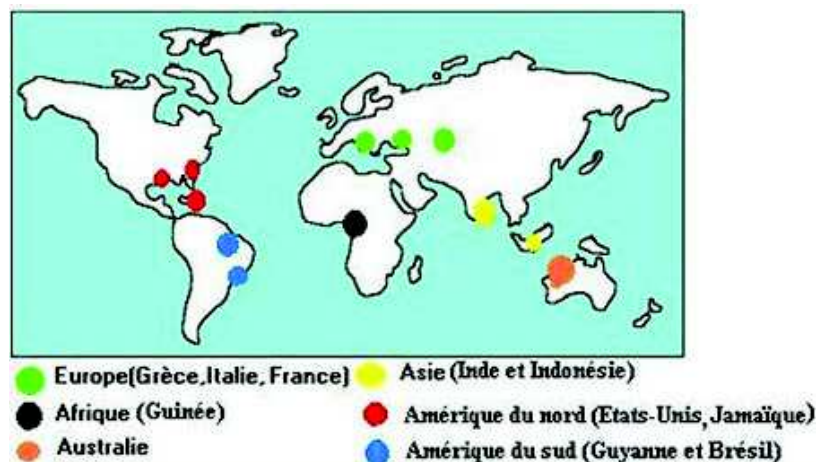 Europe(Grèce,Italie, France)
Asie (Inde et Indonésie)
Afrique (Guinée)
Amérique du nord (Etats-Unis, Jamaïque)
Australie
Amérique du sud (Guyanne et Brésil)